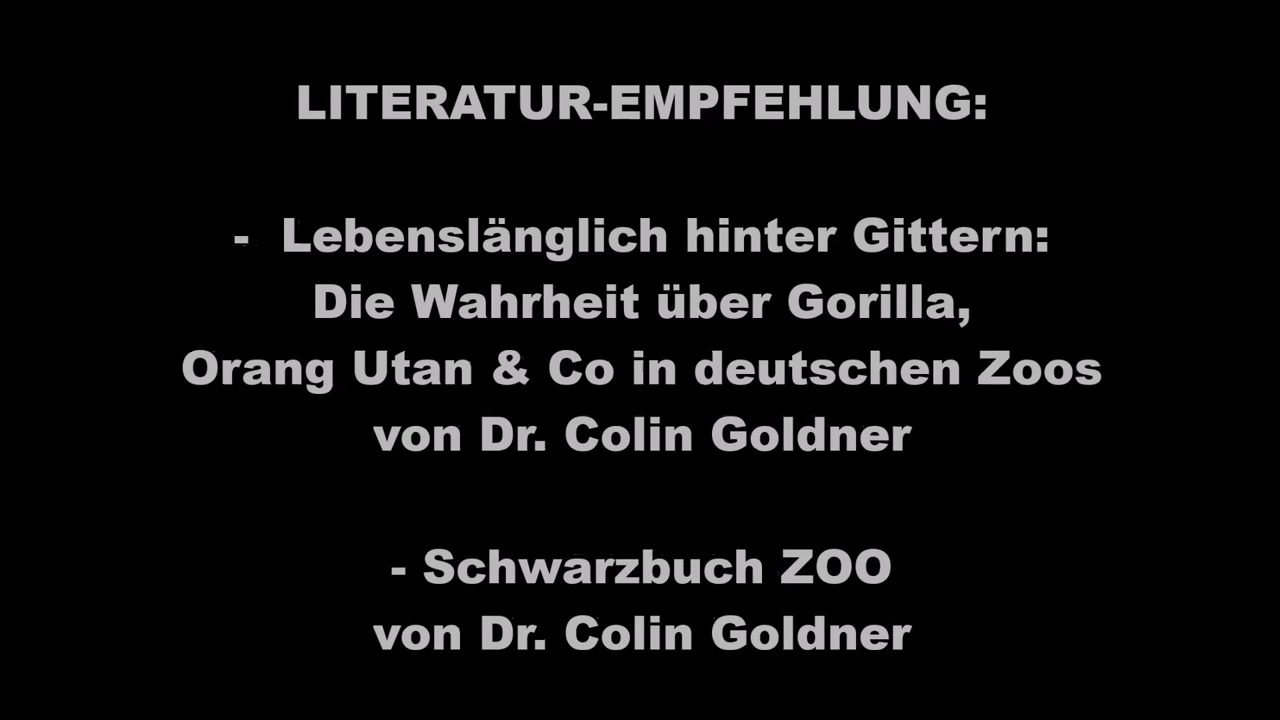 LITERATUR-EMPFEHLUNG:
- Lebenslänglich hinter Gittern:
Die Wahrheit über Gorilla,
Orang Utan & Co in deutschen Zoos
von Dr. Colin Goldner
- Schwarzbuch ZOO
von Dr. Colin Goldner